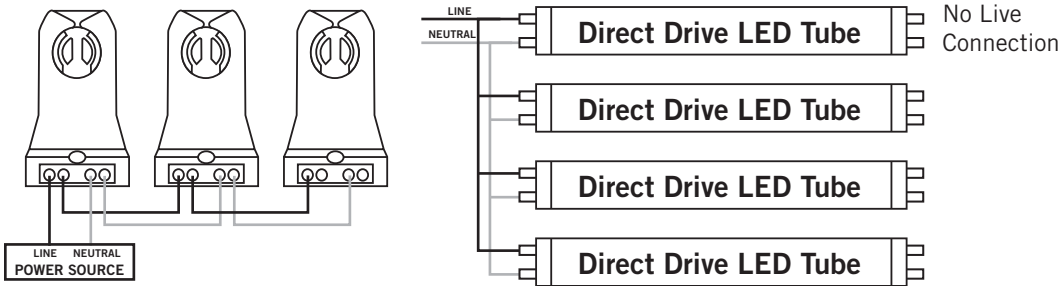 LINE NEUTRAL
POWER SOURCE
LINE
NEUTRAL
Direct Drive LED Tube
No Live
Connection
Direct Drive LED Tube
Direct Drive LED Tube
Direct Drive LED Tube